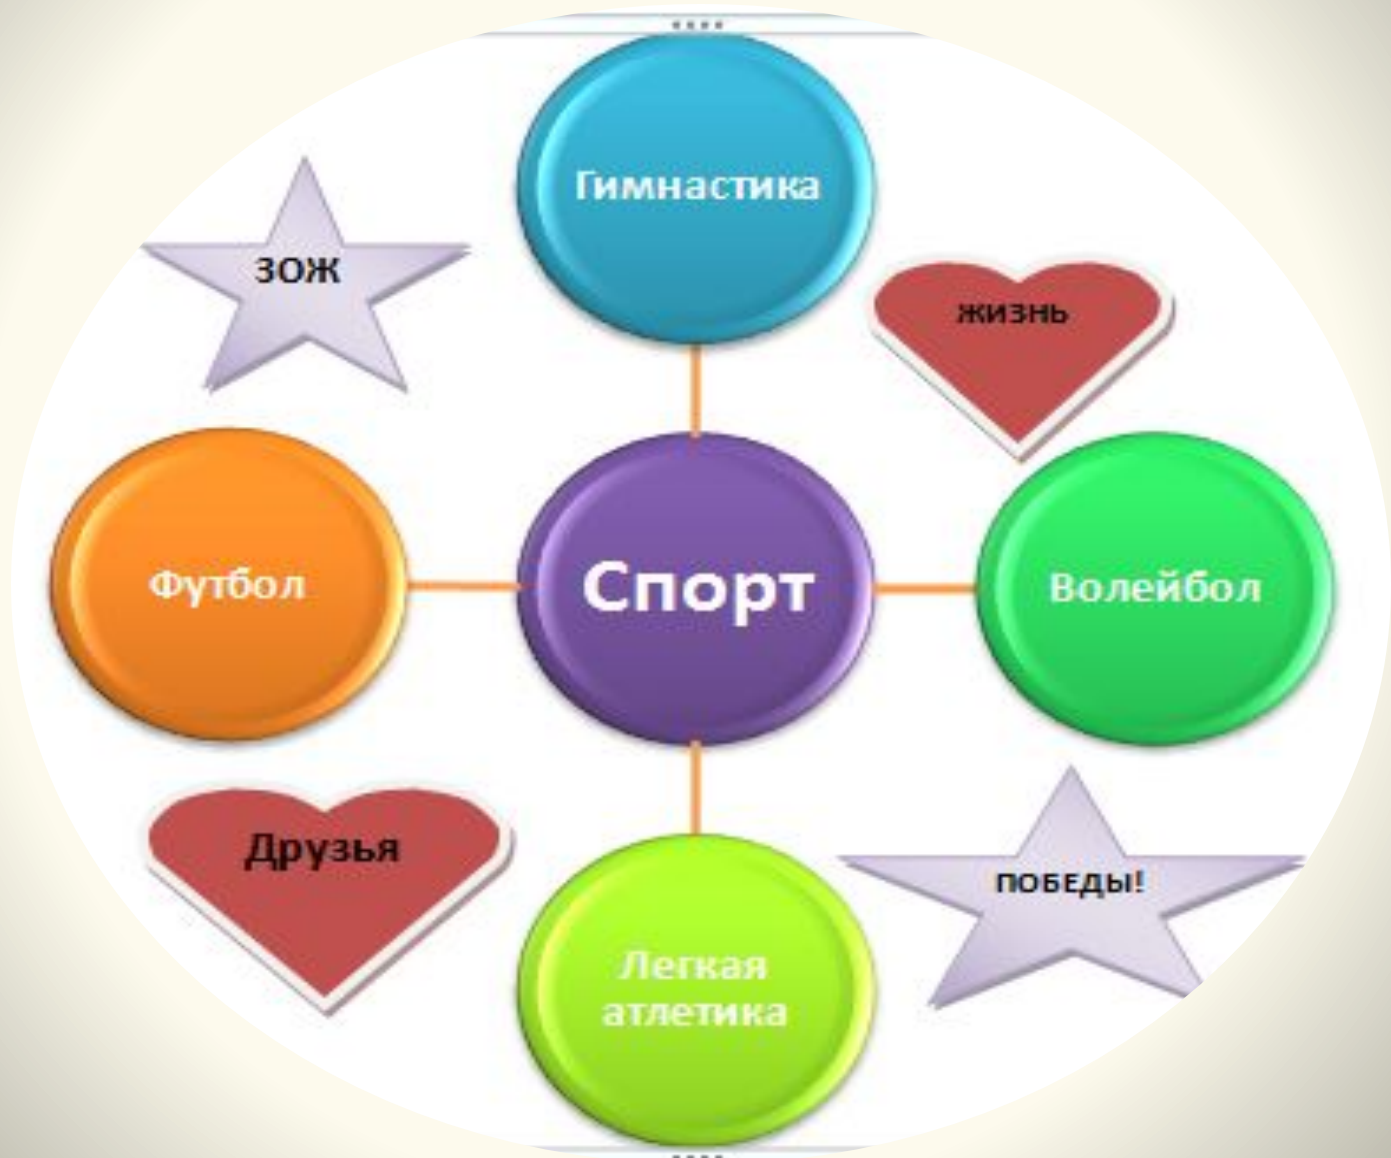 Гимнастика
ЗОЖ
жизнь
Футбол
Спорт
Волейбол
Друзья
ПОБЕДЫ!
Легкая
атлетика